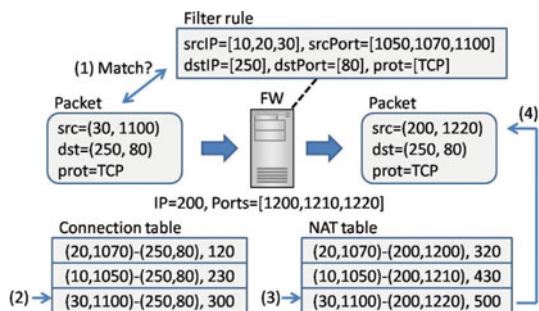 Filter rule
srcIP=[10,20,30], srcPort=[1050,1070,1100]
dstIP=[250], dstPort=[80], prot=[TCP]
(1) Match?
Packet
src=(30, 1100)
dst=(250, 80)
prot=TCP
FW
Packet
src=(200, 1220)
dst=(250, 80)
prot=TCP
(4)
IP=200, Ports=[1200,1210,1220]
Connection table
(20,1070)-(250,80), 120
(10,1050)-(250,80), 230
(2)
(30,1100)-(250,80), 300
NAT table
(20,1070)-(200,1200), 320
(10,1050)-(200,1210), 430
(3)
(30,1100)-(200,1220), 500